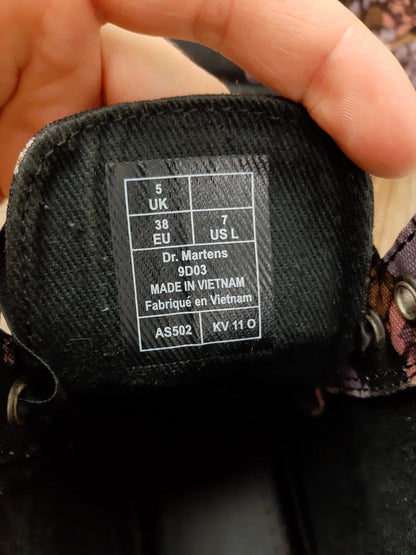 5
UK
38 7
EU US L
Dr. Martens
9D03
MADE IN VIETNAM
Fabriqué en Vietnam
AS502 KV 11 O